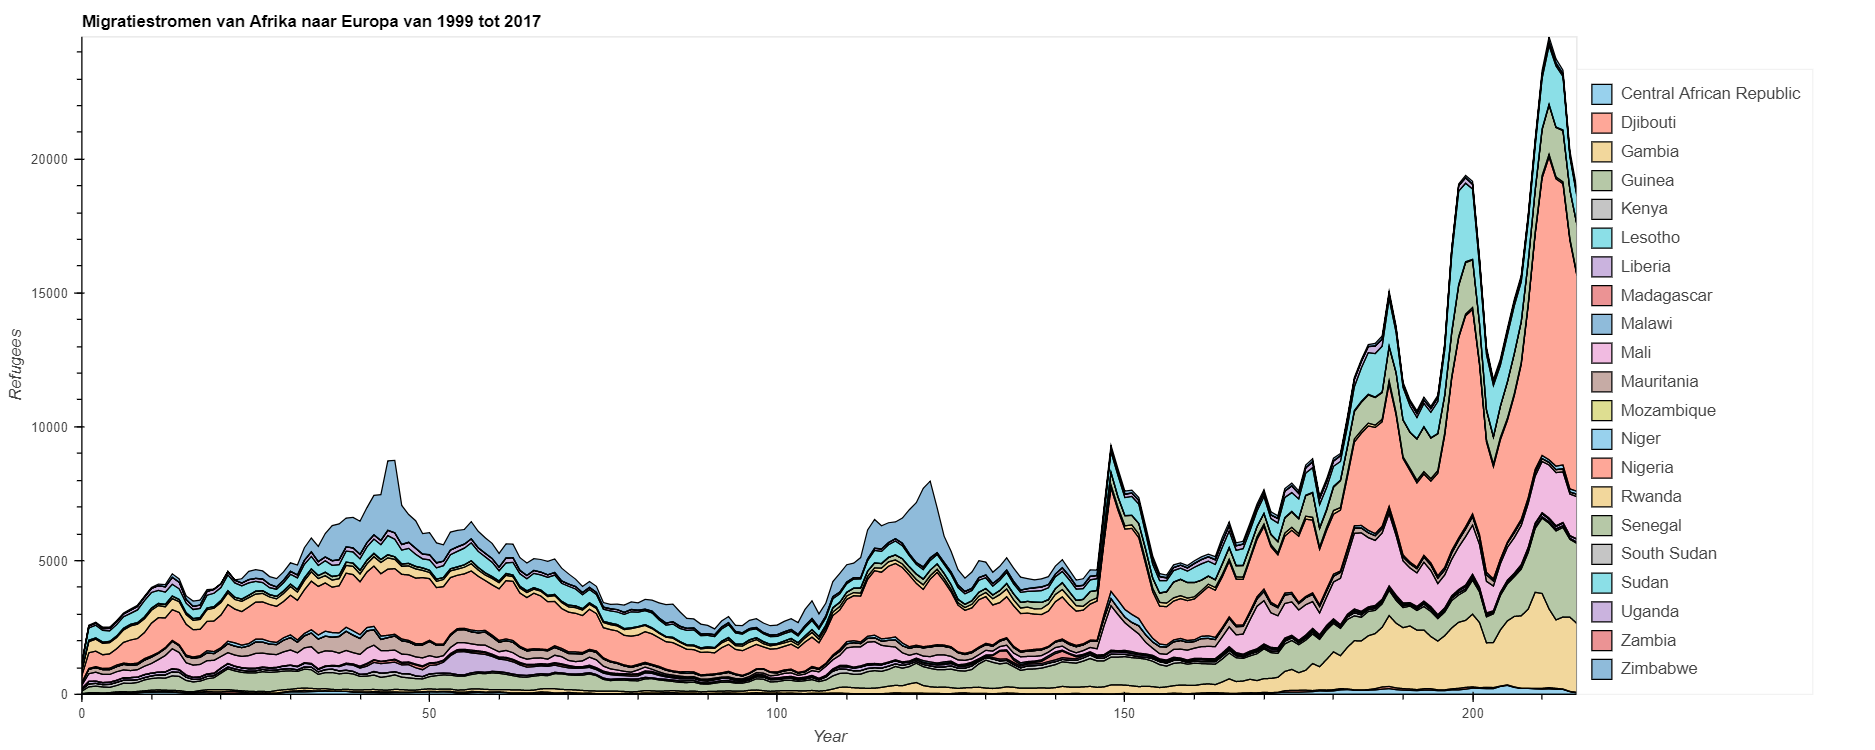 Migratiestromen van Afrika naar Europa van 1999 tot 2017
Refugees
20000
15000
10000
5000
0
0
50
100
150
200
Year
Central African Republic
Djibouti
Gambia
Guinea
Kenya
Lesotho
Liberia
Madagascar
Malawi
Mali
Mauritania
Mozambique
Niger
Nigeria
Rwanda
Senegal
South Sudan
Sudan
Uganda
Zambia
Zimbabwe